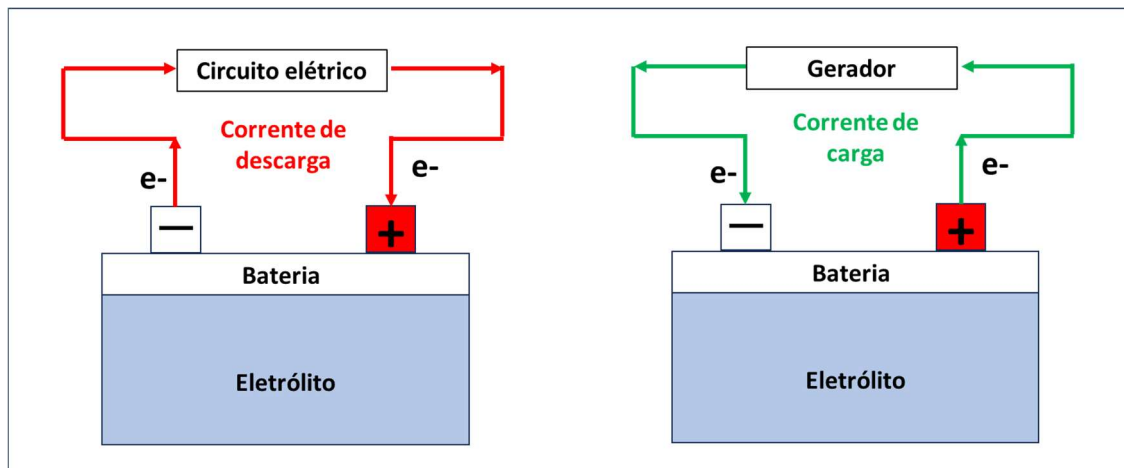 Circuito elétrico
Corrente de
descarga
e-
e-
−
+
Bateria
Eletrólito
Gerador
Corrente de
carga
e-
e-
−
+
Bateria
Eletrólito